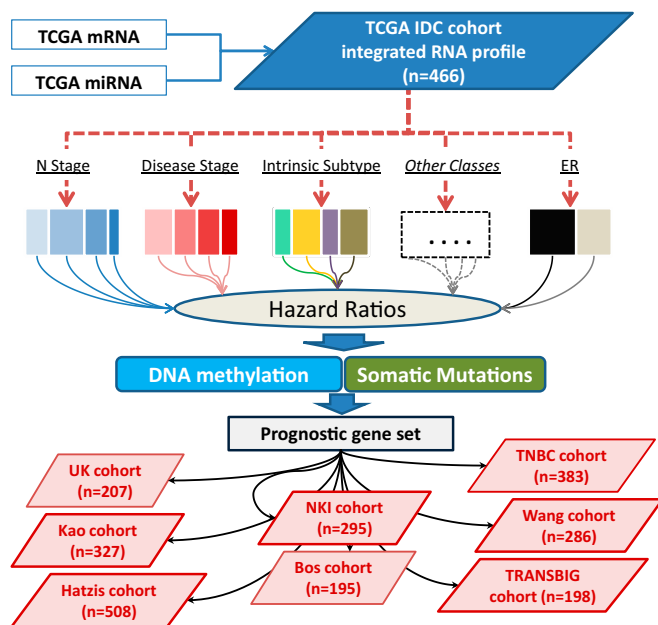 TCGA mRNA
TCGA miRNA
TCGA IDC cohort
integrated RNA profile
(n=466)
N Stage
Disease Stage
Intrinsic Subtype
Other Classes
ER
. . . .
Hazard Ratios
DNA methylation
Somatic Mutations
Prognostic gene set
UK cohort
(n=207)
TNBC cohort
(n=383)
NKI cohort
(n=295)
Kao cohort
(n=327)
Wang cohort
(n=286)
Bos cohort
(n=195)
Hatzis cohort
(n=508)
TRANSBIG
cohort (n=198)